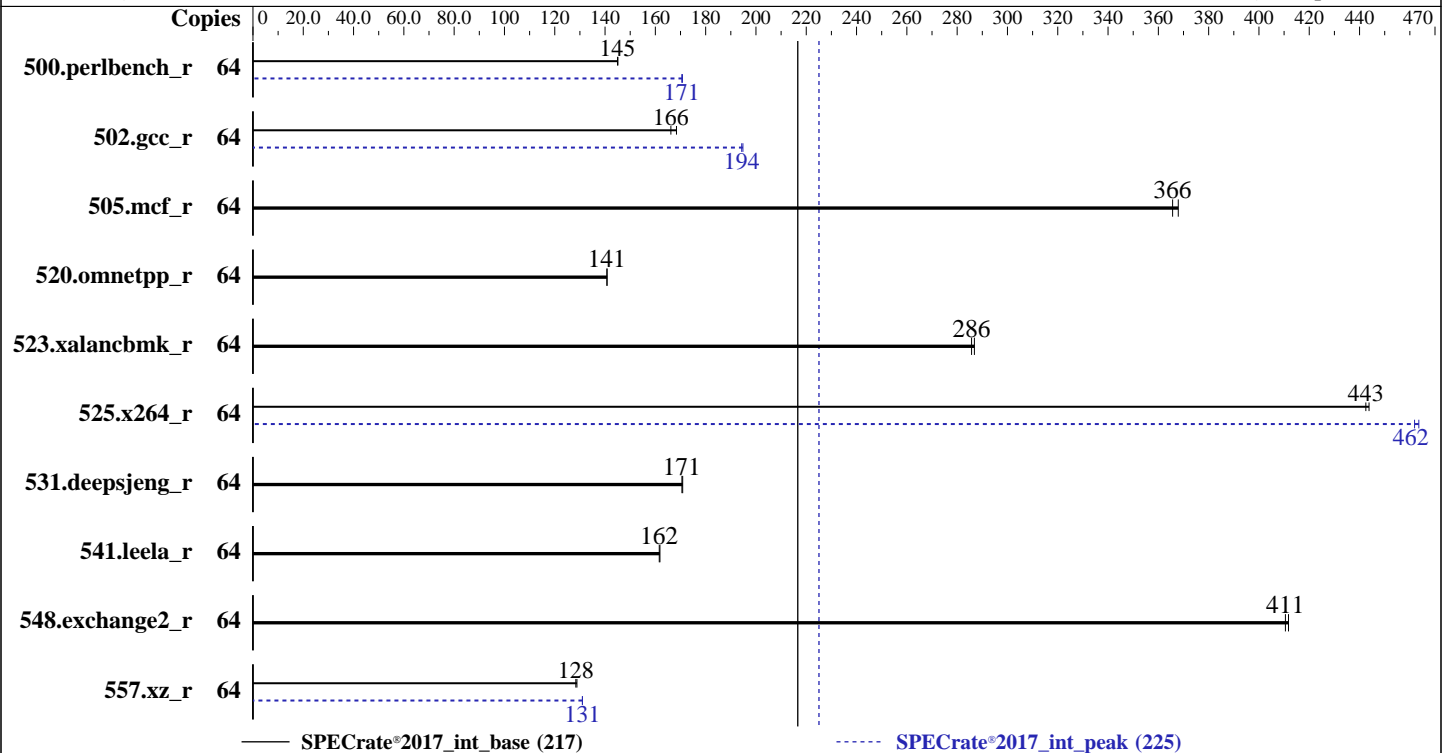 Copies 0 20.0 40.0 60.0 80.0 100 120 140 160 180 200 220 240 260 280 300 320 340 360 380 400 420 440 470
145
500.perlbench_r 64
171
166
502.gcc_r 64
194
366
505.mcf_r 64
141
520.omnetpp_r 64
286
523.xalancbmk_r 64
443
525.x264_r 64
462
171
531.deepsjeng_r 64
162
541.leela_r 64
411
548.exchange2_r 64
128
557.xz_r 64
131
SPECrate®2017_int_base (217) SPECrate®2017_int_peak (225)